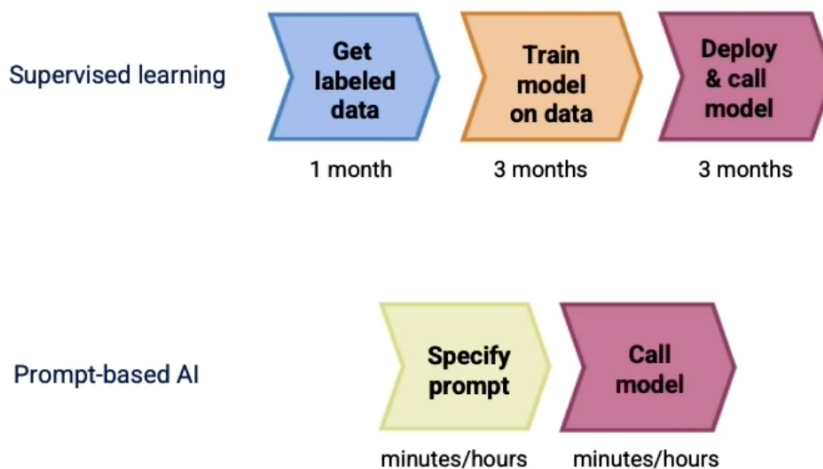 Supervised learning
Get
labeled
data
Train
model
on data
Deploy
& call
model
1 month
3 months
3 months
Prompt-based AI
Specify
prompt
Call
model
minutes/hours
minutes/hours